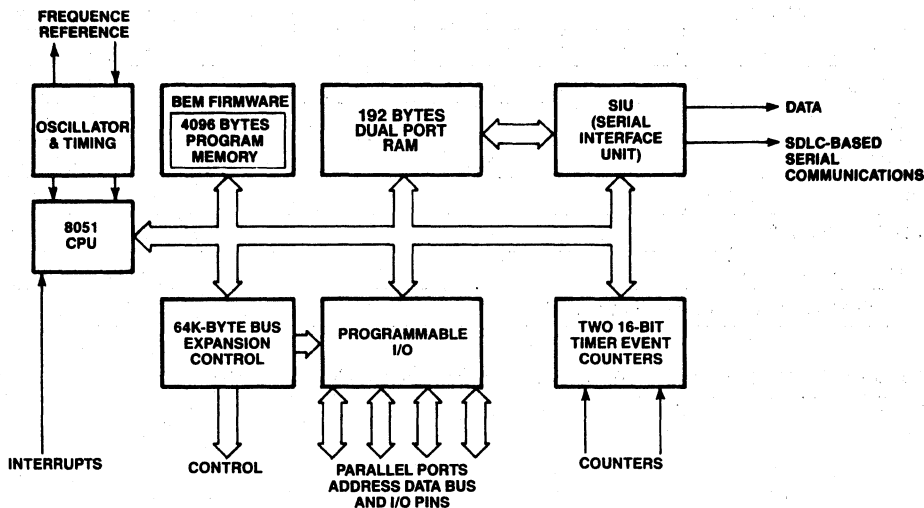 FREQUENCE
REFERENCE
OSCILLATOR
& TIMING
BEM FIRMWARE
4096 BYTES
PROGRAM
MEMORY
192 BYTES
DUAL PORT
RAM
SIU
(SERIAL
INTERFACE
UNIT)
DATA
SDLC-BASED
SERIAL
COMMUNICATIONS
8051
CPU
64K-BYTE BUS
EXPANSION
CONTROL
PROGRAMMABLE
I/O
TWO 16-BIT
TIMER EVENT
COUNTERS
INTERRUPTS
CONTROL
PARALLEL PORTS
ADDRESS DATA BUS
AND I/O PINS
COUNTERS